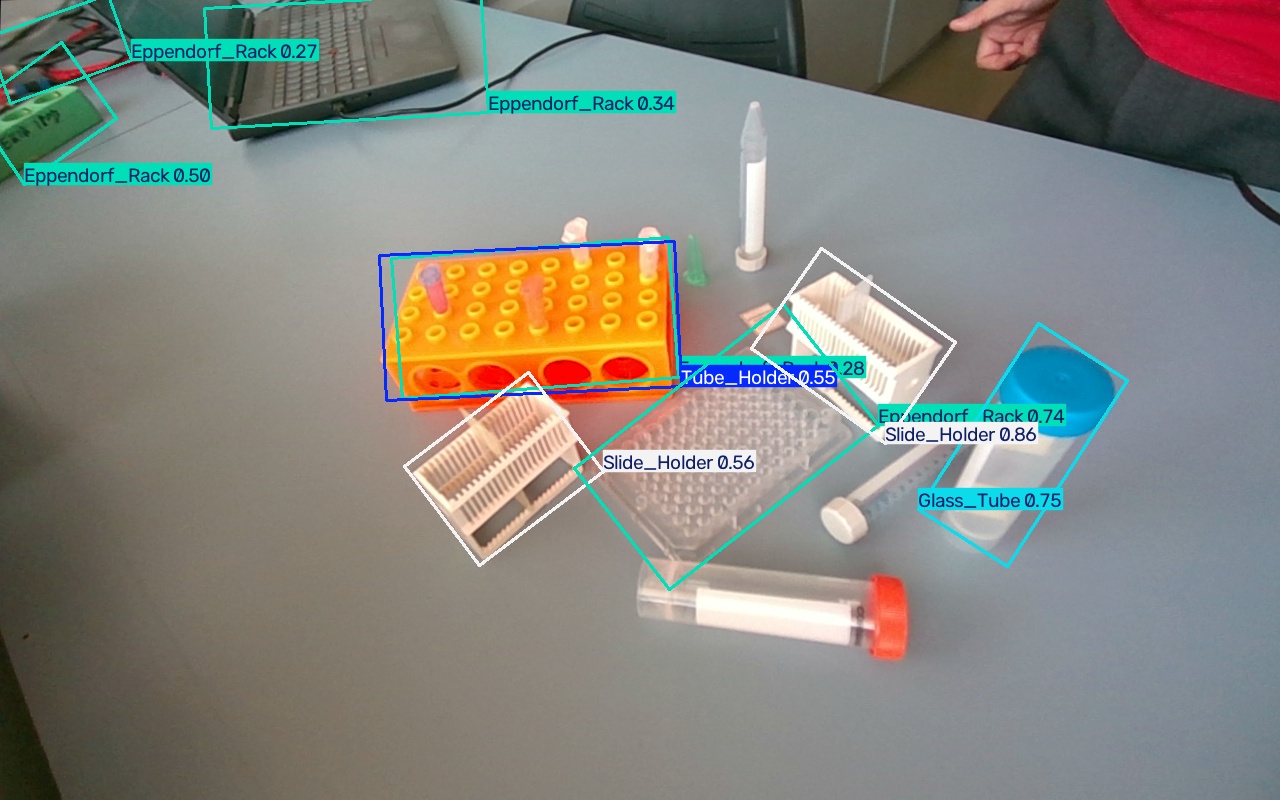 Eppendorf_Rack 0.27
Eppendorf_Rack 0.34
Eppendorf_Rack 0.50
0.28
Tube_Holder 0.55
Eppendorf_Rack 0.74
Slide_Holder 0.86
Slide_Holder 0.56
Glass_Tube 0.75